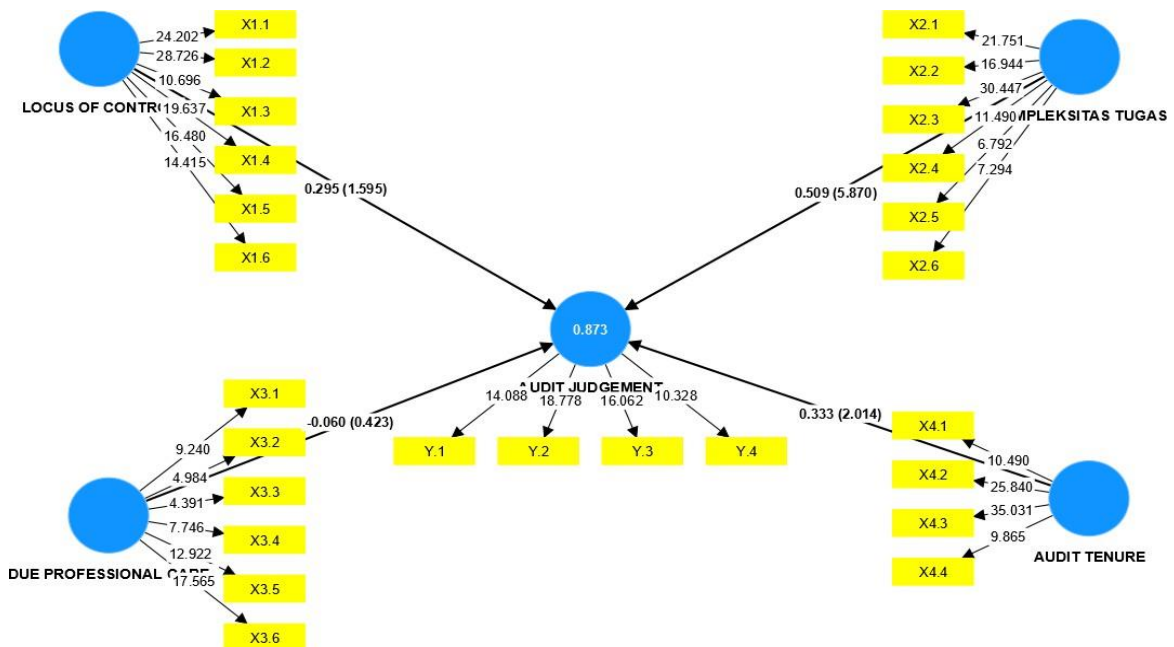 24.202
X1.1
28.726
X1.2
10.696
X1.3
LOCUS OF CONTR
19.637
X1.4
16.480
14.415
X1.5
X1.6
0.295 (1.595)
X2.1
21.751
X2.2
16.944
30.447
X2.3
11.490
MPLEKSITAS TUGAS
X2.4
6.792
7.294
X2.5
X2.6
0.509 (5.870)
0.873
AUDIT JUDGEMENT
14.088
18.778
16.062
10.328
Y.1
Y.2
Y.3
Y.4
X3.1
9.240
X3.2
-0.060 (0.423)
4.984
X3.3
4.391
7.746
X3.4
12.922
DUE PROFESSIONAL CARE
17.565
X3.5
X3.6
0.333 (2.014)
X4.1
10.490
X4.2
25.840
35.031
X4.3
9.865
X4.4
AUDIT TENURE